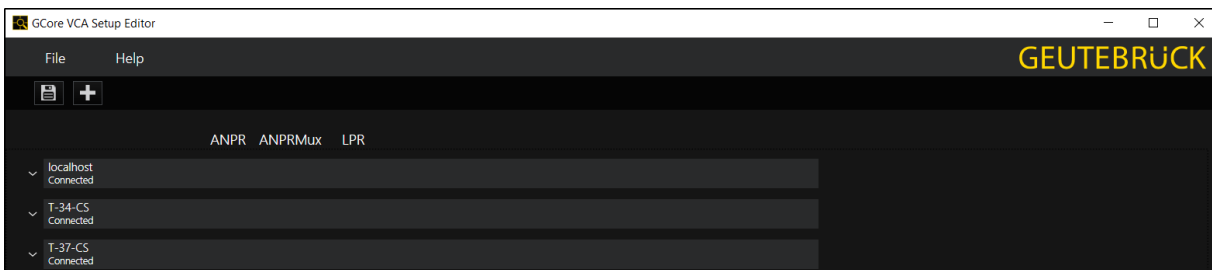 GCore VCA Setup Editor
File Help
GEUTEBRÜCK
ANPR ANPRMux LPR
localhost
Connected
T-34-CS
Connected
T-37-CS
Connected